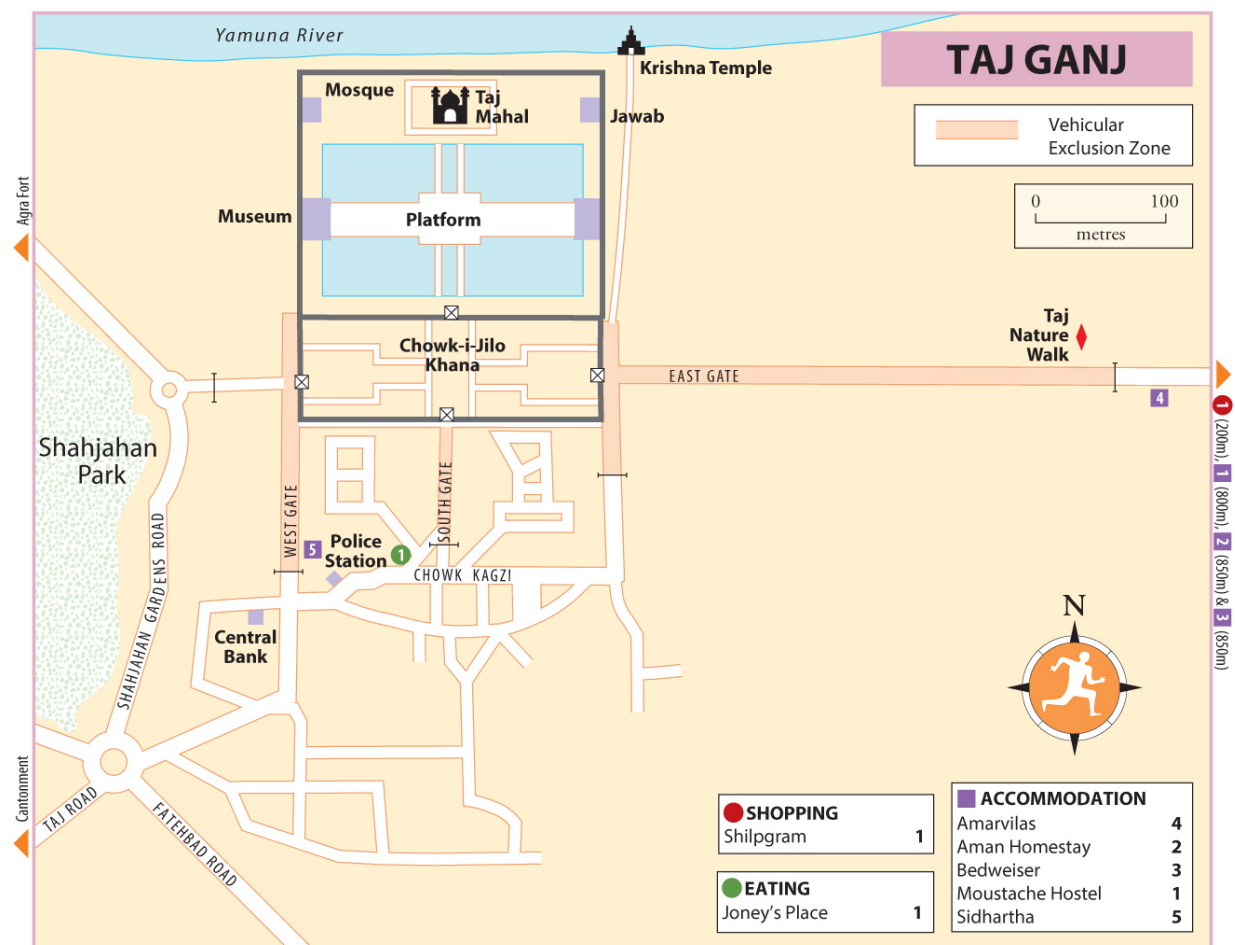 Yamuna River
TAJ GANJ
Krishna Temple
Mosque
Taj
Mahal
Jawab
Vehicular
Exclusion Zone
0 100
metres
Agra Fort
Museum
Platform
Taj
Nature
Walk
Chowk-i-Jilo
Khana
EAST GATE
4
1 (200m), 1 (800m), 2 (850m) & 3 (850m)
Shahjahan
Park
WEST GATE
SOUTH GATE
5
Police
Station
1
CHOWK KAGZI
SHAHJAHAN GARDENS ROAD
Central
Bank
N
Cantonment
TAJ ROAD
FATEHBAD ROAD
SHOPPING
Shilpgram 1
EATING
Joney's Place 1
ACCOMMODATION
Amarvilas 4
Aman Homestay 2
Bedweiser 3
Moustache Hostel 1
Sidhartha 5